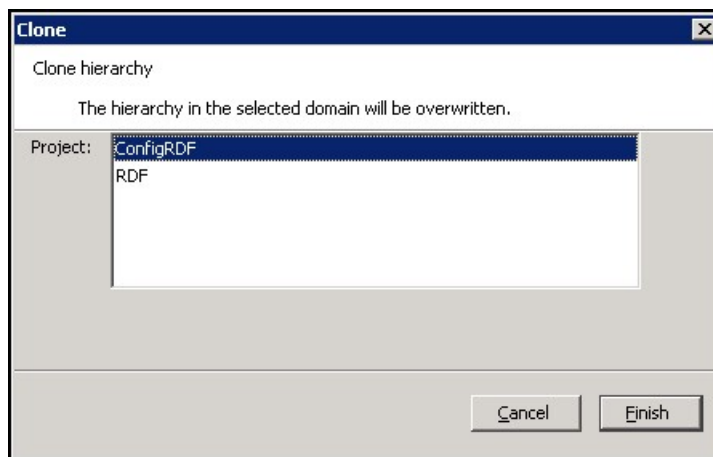 Clone
Clone hierarchy
The hierarchy in the selected domain will be overwritten.
Project:
ConfigRDF
RDF
Cancel
Finish